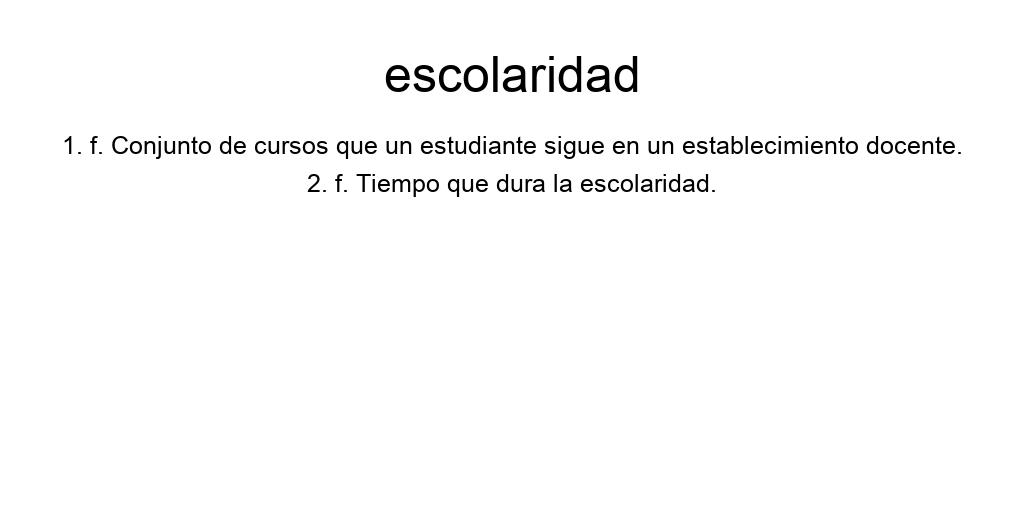 escolaridad
1. f. Conjunto de cursos que un estudiante sigue en un establecimiento docente.
2. f. Tiempo que dura la escolaridad.